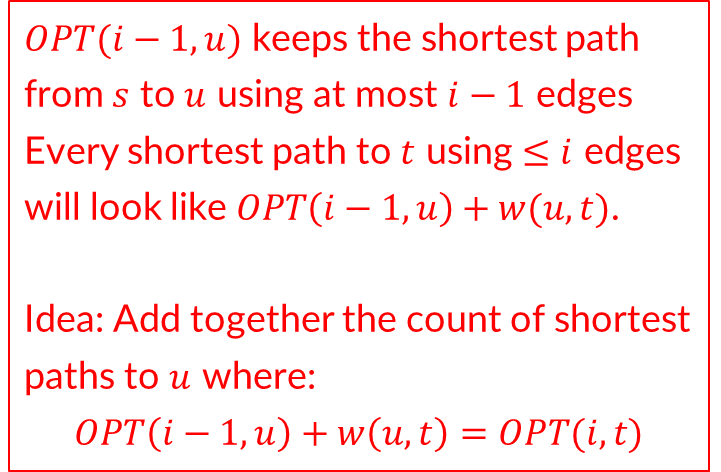 OPT(i − 1, u) keeps the shortest path
from s to u using at most i − 1 edges
Every shortest path to t using ≤ i edges
will look like OPT(i − 1, u) + w(u, t).
Idea: Add together the count of shortest
paths to u where:
OPT(i − 1, u) + w(u, t) = OPT(i, t)